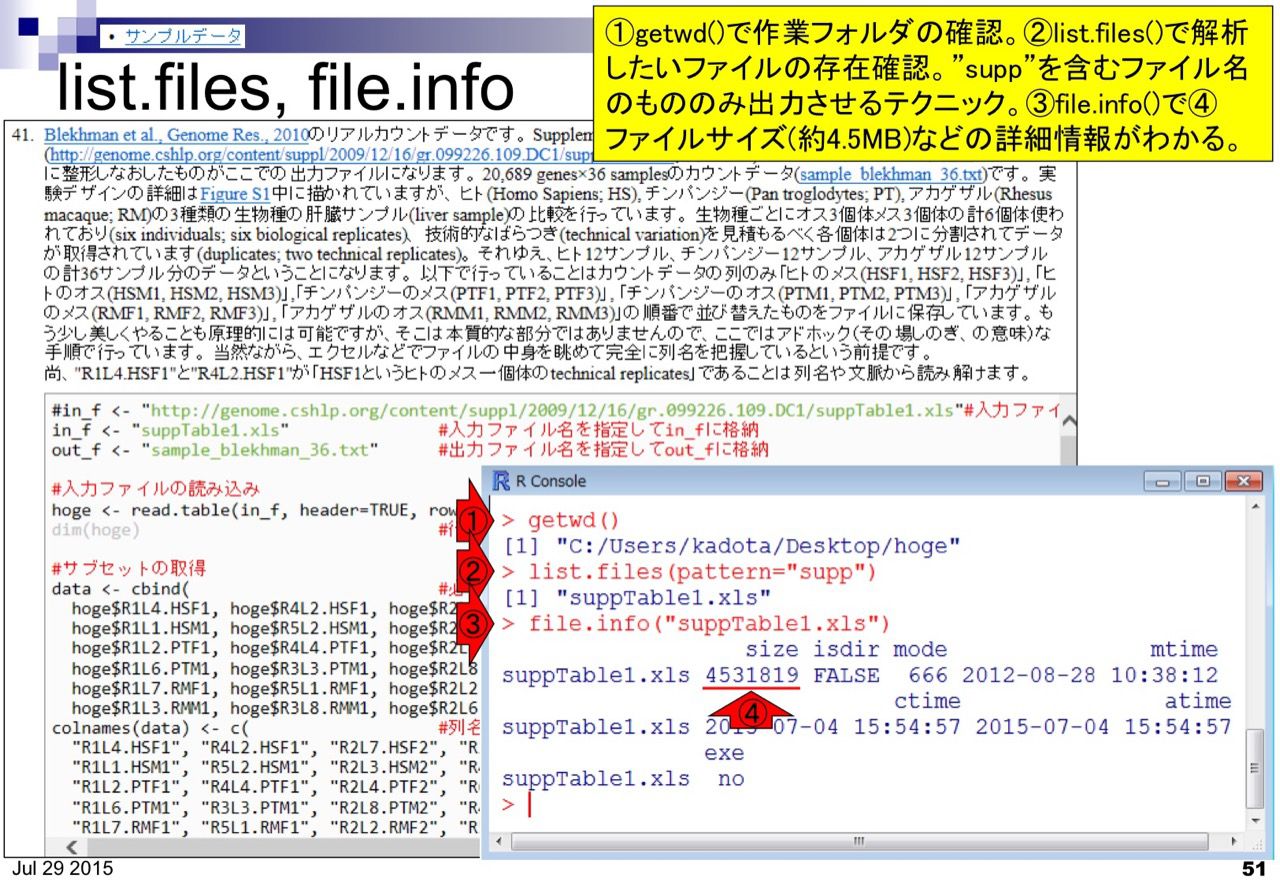 • サンプルデータ
list.files, file.info
①getwd()で作業フォルダの確認。②list.files()で解析
したいファイルの存在確認。”supp”を含むファイル名
のもののみ出力させるテクニック。③file.info()で④
ファイルサイズ(約4.5MB)などの詳細情報がわかる。
41. Blekhman et al., Genome Res., 2010のリアルカウントデータです。Supplem
(http://genome.cshlp.org/content/suppl/2009/12/16/gr.099226.109.DC1/supp
に整形しなおしたものがここでの出力ファイルになります。20,689 genes×36 samplesのカウントデータ(sample_blekhman_36.txt)です。実
験デザインの詳細はFigure S1中に描かれていますが、ヒト(Homo Sapiens; HS), チンパンジー(Pan troglodytes; PT), アカゲザル(Rhesus
macaque; RM)の3種類の生物種の肝臓サンプル(liver sample)の比較を行っています。生物種ごとにオス3個体メス3個体の計6個体使わ
れており(six individuals; six biological replicates)、技術的なばらつき(technical variation)を見積もるべく各個体は2つに分割されてデータ
が取得されています(duplicates; two technical replicates)。それゆえ、ヒト12サンプル、チンパンジー12サンプル、アカゲザル12サンプル
の計36サンプル分のデータということになります。以下で行っていることはカウントデータの列のみ「ヒトのメス(HSF1, HSF2, HSF3)」,「ヒ
トのオス(HSM1, HSM2, HSM3)」,「チンパンジーのメス(PTF1, PTF2, PTF3)」,「チンパンジーのオス(PTM1, PTM2, PTM3)」,「アカゲザル
のメス(RMF1, RMF2, RMF3)」,「アカゲザルのオス(RMM1, RMM2, RMM3)」の順番で並び替えたものをファイルに保存しています。も
う少し美しくやることも原理的には可能ですが、そこは本質的な部分ではありませんので、ここではアドホック(その場しのぎ、の意味)な
手順で行っています。当然ながら、エクセルなどでファイルの中身を眺めて完全に列名を把握しているという前提です。
尚、"R1L4.HSF1"と"R4L2.HSF1"が「HSF1というヒトのメス一個体のtechnical replicates」であることは列名や文脈から読み解けます。
#in_f <- "http://genome.cshlp.org/content/suppl/2009/12/16/gr.099226.109.DC1/suppTable1.xls"#入力ファイ
in_f <- "suppTable1.xls" #入力ファイル名を指定してin_fに格納
out_f <- "sample_blekhman_36.txt" #出力ファイル名を指定してout_fに格納
#入力ファイルの読み込み
hoge <- read.table(in_f, header=TRUE, row
dim(hoge) #行
#サブセットの取得
data <- cbind( #必
hoge$R1L4.HSF1, hoge$R4L2.HSF1, hoge$R2
hoge$R1L1.HSM1, hoge$R5L2.HSM1, hoge$R2
hoge$R1L2.PTF1, hoge$R4L4.PTF1, hoge$R2L
hoge$R1L6.PTM1, hoge$R3L3.PTM1, hoge$R2L8
hoge$R1L7.RMF1, hoge$R5L1.RMF1, hoge$R2L2
hoge$R1L3.RMM1, hoge$R3L8.RMM1, hoge$R2L6
colnames(data) <- c( #列名
"R1L4.HSF1", "R4L2.HSF1", "R2L7.HSF2", "R
"R1L1.HSM1", "R5L2.HSM1", "R2L3.HSM2", "R4
"R1L2.PTF1", "R4L4.PTF1", "R2L4.PTF2", "R
"R1L6.PTM1", "R3L3.PTM1", "R2L8.PTM2", "R4
"R1L7.RMF1", "R5L1.RMF1", "R2L2.RMF2", "R
R Console
① > getwd()
[1] "C:/Users/kadota/Desktop/hoge"
② > list.files(pattern="supp")
[1] "suppTable1.xls"
③ > file.info("suppTable1.xls")
size isdir mode mtime
suppTable1.xls 4531819 FALSE 666 2012-08-28 10:38:12
ctime atime
suppTable1.xls 2015-07-04 15:54:57 2015-07-04 15:54:57
④
exe
suppTable1.xls no
>
Jul 29 2015
51